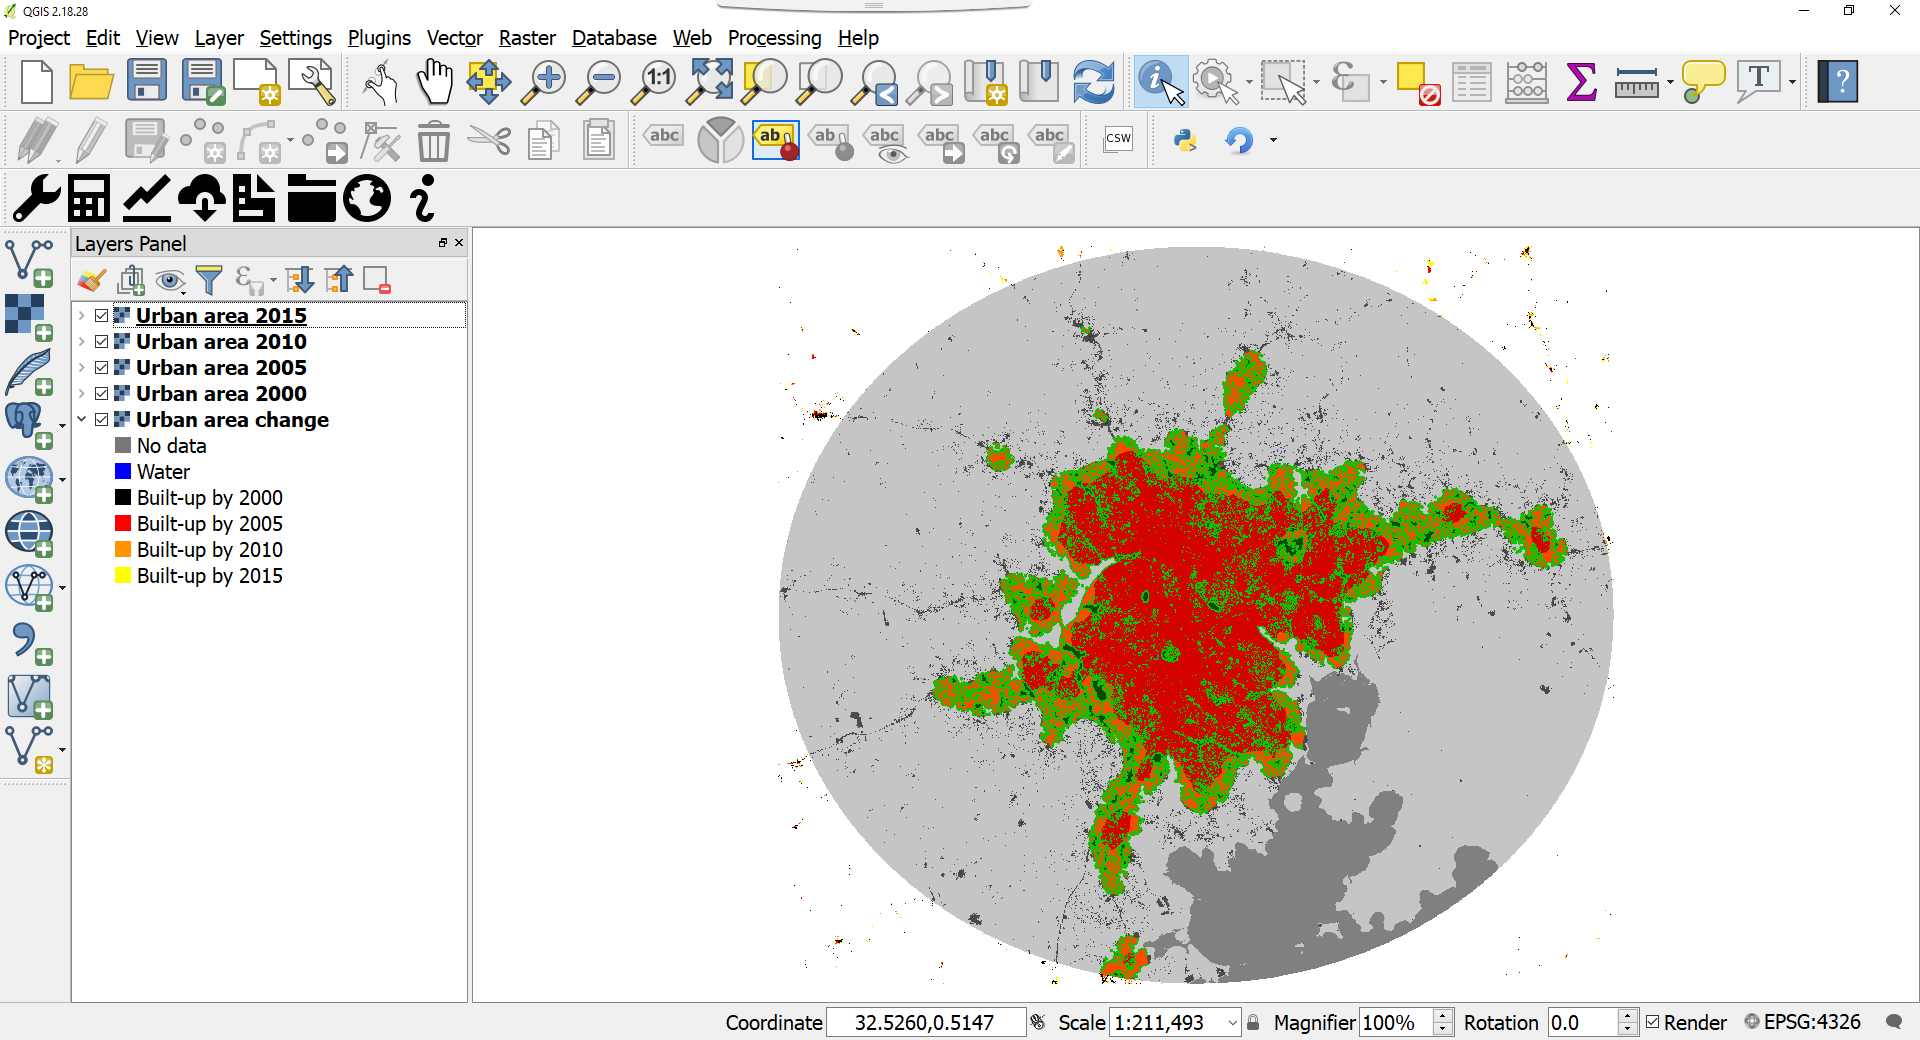 QGIS 2.18.28
Project Edit View Layer Settings Plugins Vector Raster Database Web Processing Help
1:1 i ε Σ T ?
abc ab ab abc abc abc abc CSW
Layers Panel
Urban area 2015
Urban area 2010
Urban area 2005
Urban area 2000
Urban area change
No data
Water
Built-up by 2000
Built-up by 2005
Built-up by 2010
Built-up by 2015
Coordinate 32.5260,0.5147 Scale 1:211,493 Magnifier 100% Rotation 0.0 Render EPSG:4326